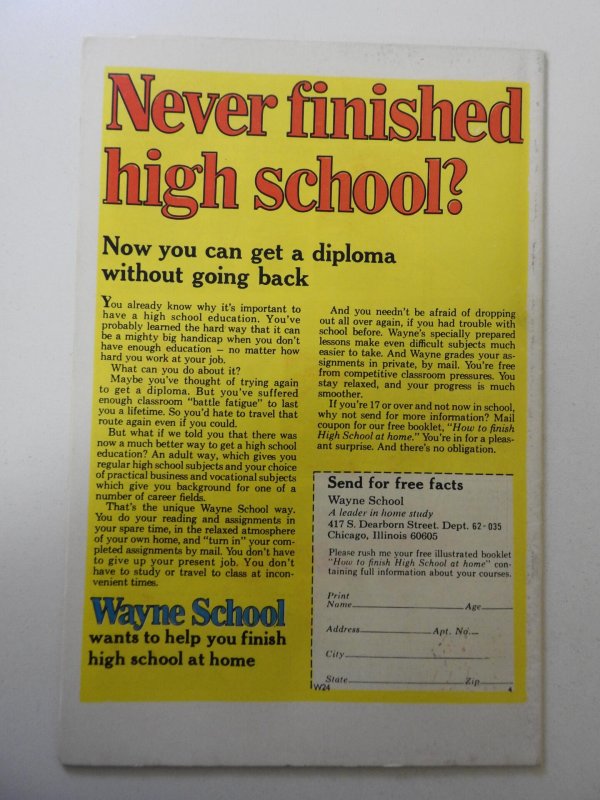 Never finished
high school?
Now you can get a diploma
without going back
You already know why it's important to
have a high school education. You've
probably learned the hard way that it can
be a mighty big handicap when you don't
have enough education – no matter how
hard you work at your job.
What can you do about it?
Maybe you've thought of trying again
to get a diploma. But you've suffered
enough classroom "battle fatigue" to last
you a lifetime. So you'd hate to travel that
route again even if you could.
But what if we told you that there was
now a much better way to get a high school
education? An adult way, which gives you
regular high school subjects and your choice
of practical business and vocational subjects
which give you background for one of a
number of career fields.
That's the unique Wayne School way.
You do your reading and assignments in
your spare time, in the relaxed atmosphere
of your own home, and "turn in" your com-
pleted assignments by mail. You don't have
to give up your present job. You don't
have to study or travel to class at incon-
venient times.
Wayne School
wants to help you finish
high school at home
And you needn't be afraid of dropping
out all over again, if you had trouble with
school before. Wayne's specially prepared
lessons make even difficult subjects much
easier to take. And Wayne grades your as-
signments in private, by mail. You're free
from competitive classroom pressures. You
stay relaxed, and your progress is much
smoother.
If you're 17 or over and not now in school,
why not send for more information? Mail
coupon for our free booklet, "How to finish
High School at home." You're in for a pleas-
ant surprise. And there's no obligation.
Send for free facts
Wayne School
A leader in home study
417 S. Dearborn Street. Dept. 62-035
Chicago, Illinois 60605
Please rush me your free illustrated booklet
"How to finish High School at home" con-
taining full information about your courses.
Print
Name Age
Address Apt. No.
City
State Zip
W24 4